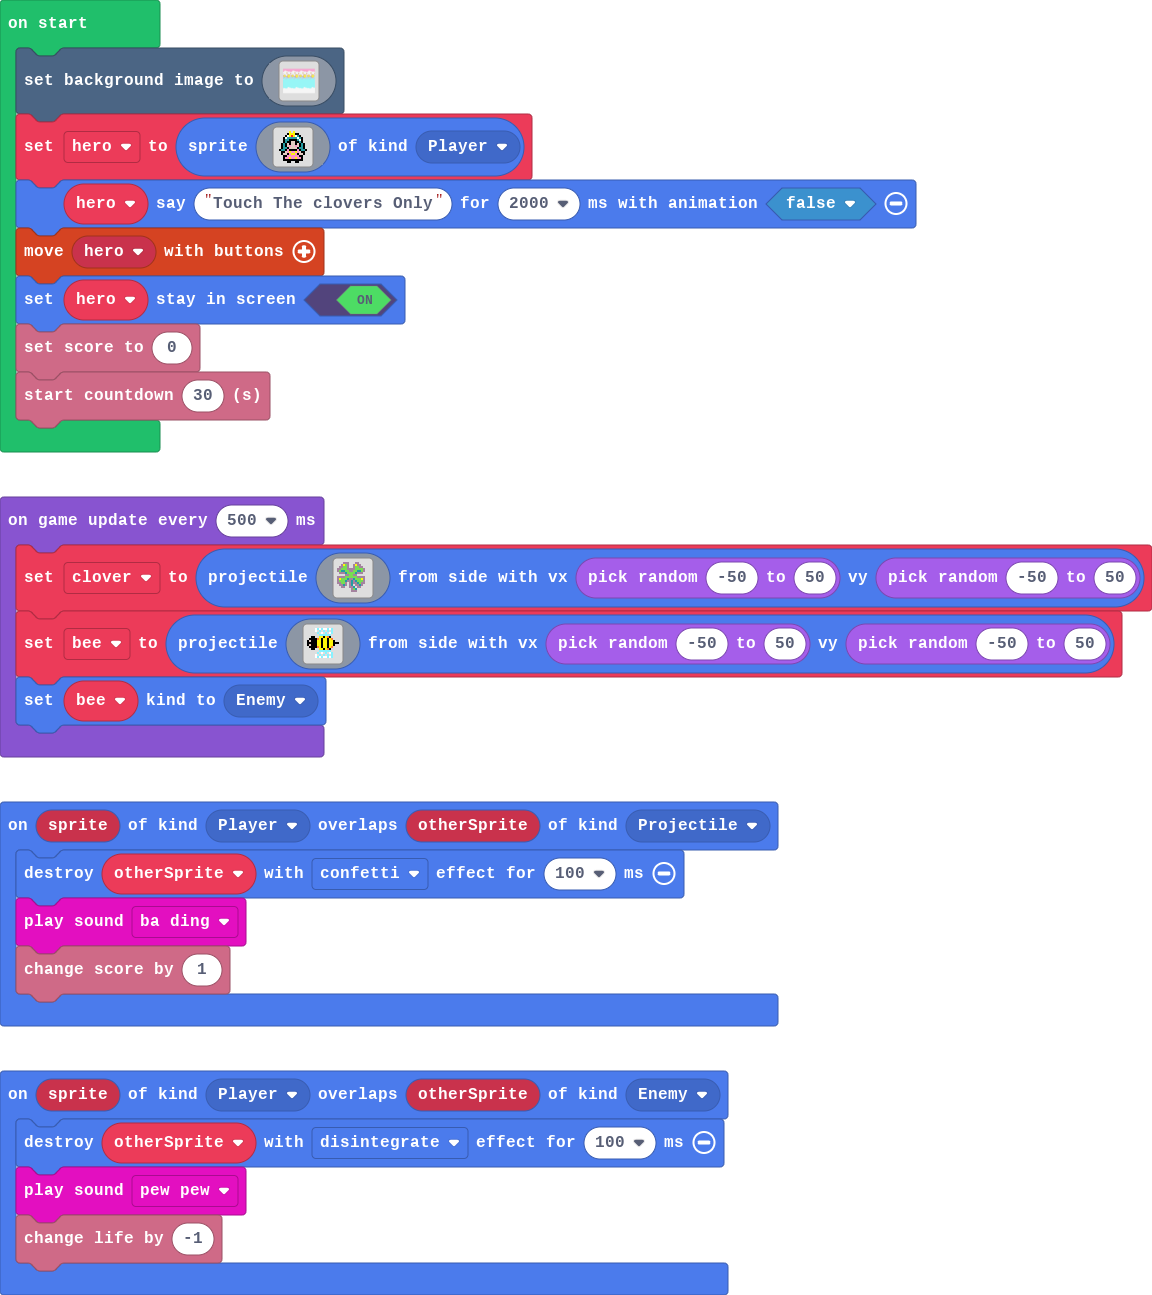 on start
set background image to
set hero to sprite of kind Player
hero say "Touch The clovers Only" for 2000 ms with animation false
move hero with buttons
set hero stay in screen ON
set score to 0
start countdown 30 (s)
on game update every 500 ms
set clover to projectile from side with vx pick random -50 to 50 vy pick random -50 to 50
set bee to projectile from side with vx pick random -50 to 50 vy pick random -50 to 50
set bee kind to Enemy
on sprite of kind Player overlaps otherSprite of kind Projectile
destroy otherSprite with confetti effect for 100 ms
play sound ba ding
change score by 1
on sprite of kind Player overlaps otherSprite of kind Enemy
destroy otherSprite with disintegrate effect for 100 ms
play sound pew pew
change life by -1